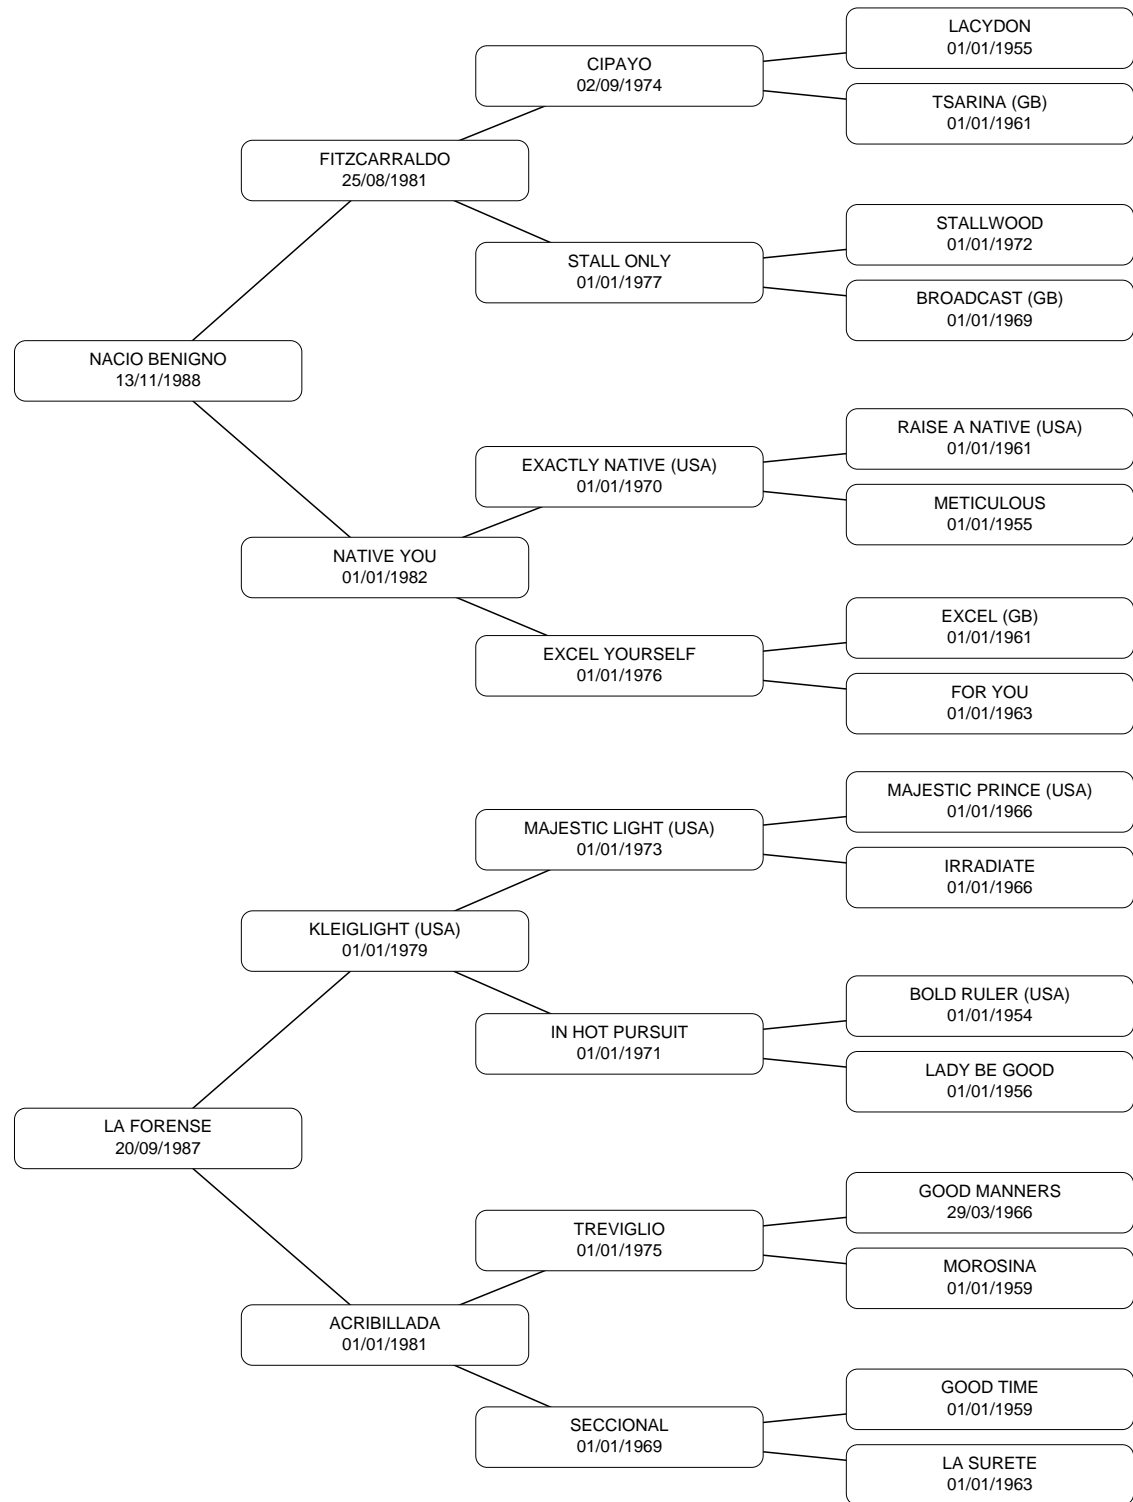 LACYDON
01/01/1955
CIPAYO
02/09/1974
TSARINA (GB)
01/01/1961
FITZCARRALDO
25/08/1981
STALLWOOD
01/01/1972
STALL ONLY
01/01/1977
BROADCAST (GB)
01/01/1969
NACIO BENIGNO
13/11/1988
RAISE A NATIVE (USA)
01/01/1961
EXACTLY NATIVE (USA)
01/01/1970
METICULOUS
01/01/1955
NATIVE YOU
01/01/1982
EXCEL (GB)
01/01/1961
EXCEL YOURSELF
01/01/1976
FOR YOU
01/01/1963
MAJESTIC PRINCE (USA)
01/01/1966
MAJESTIC LIGHT (USA)
01/01/1973
IRRADIATE
01/01/1966
KLEIGLIGHT (USA)
01/01/1979
BOLD RULER (USA)
01/01/1954
IN HOT PURSUIT
01/01/1971
LADY BE GOOD
01/01/1956
LA FORENSE
20/09/1987
GOOD MANNERS
29/03/1966
TREVIGLIO
01/01/1975
MOROSINA
01/01/1959
ACRIBILLADA
01/01/1981
GOOD TIME
01/01/1959
SECCIONAL
01/01/1969
LA SURETE
01/01/1963